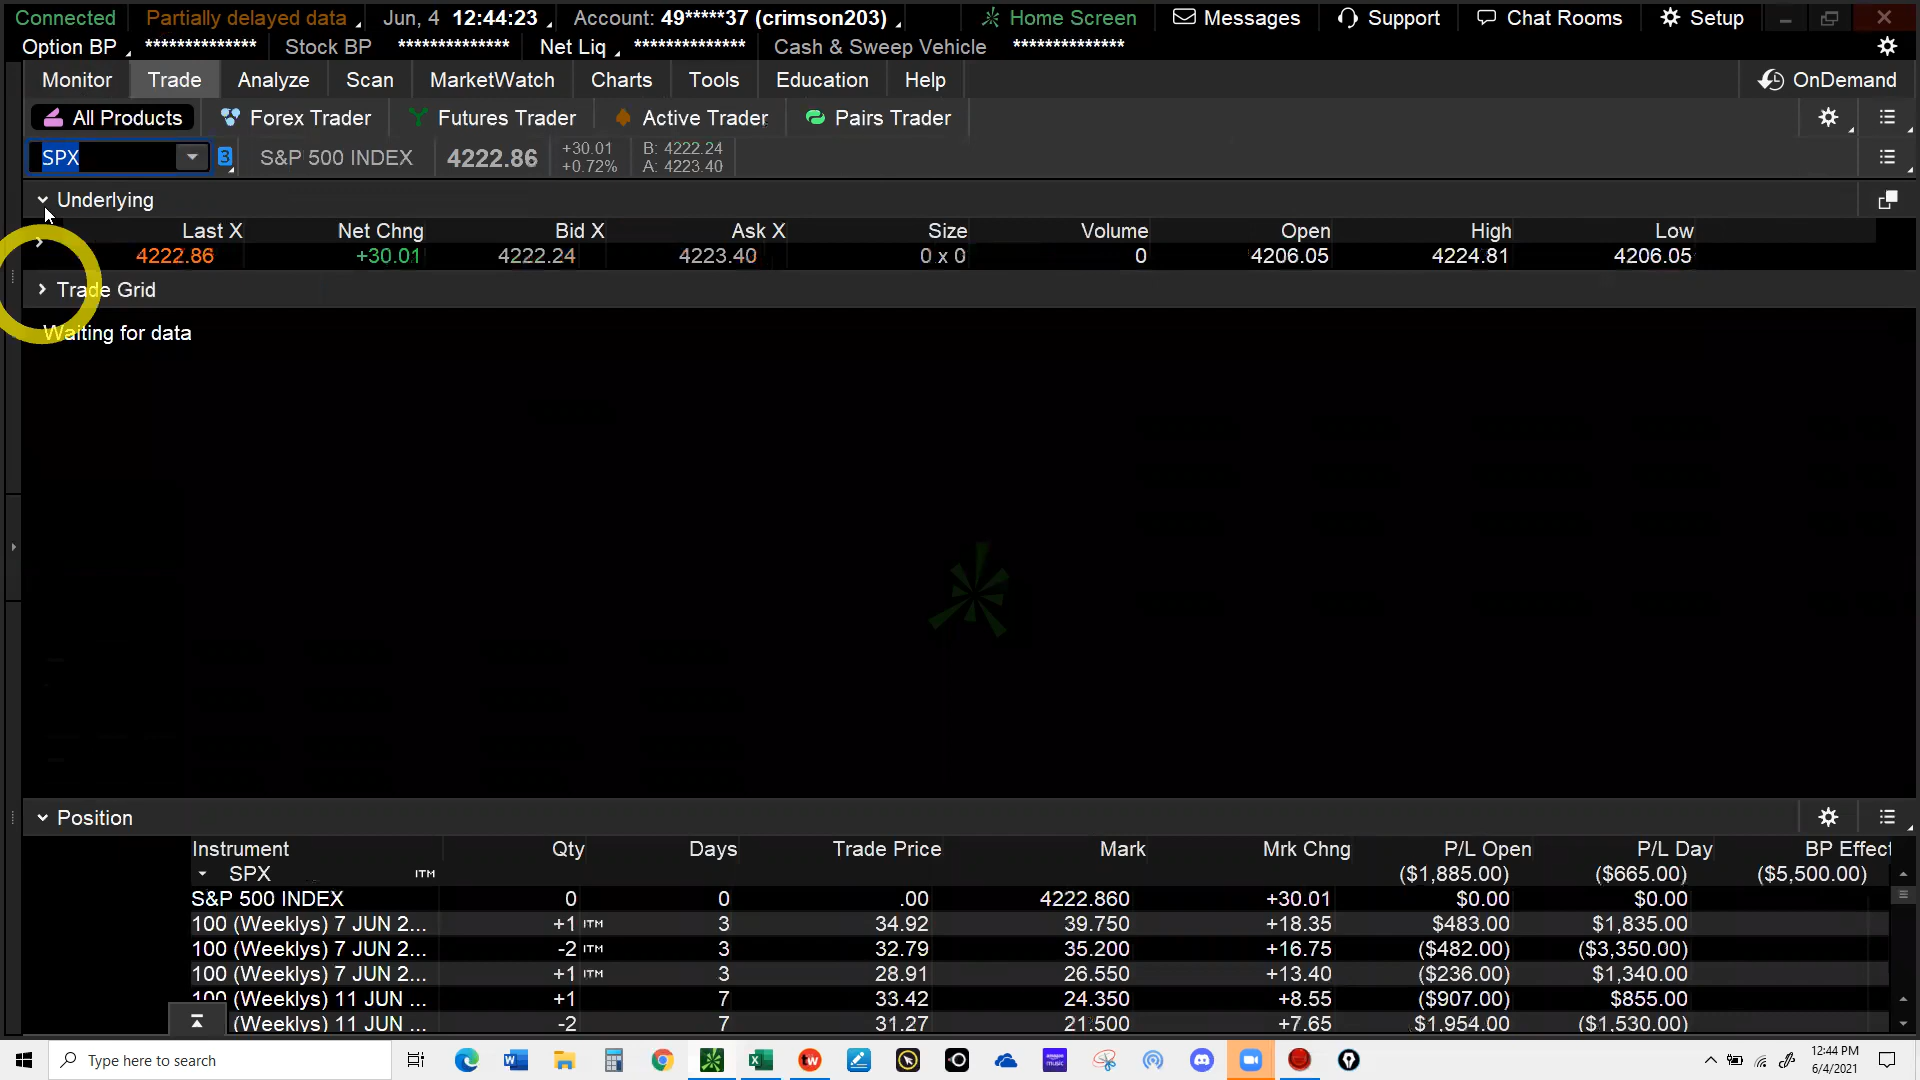 Connected Partially delayed data Jun, 4 12:44:23 Account: 49*****37 (crimson203) Home Screen Messages Support Chat Rooms Setup
Option BP ************** Stock BP ************** Net Liq ************** Cash & Sweep Vehicle **************
Monitor Trade Analyze Scan MarketWatch Charts Tools Education Help OnDemand
All Products Forex Trader Futures Trader Active Trader Pairs Trader
SPX 3 S&P 500 INDEX 4222.86 +30.01 B: 4222.24
+0.72% A: 4223.40
Underlying
Last X Net Chng Bid X Ask X Size Volume Open High Low
4222.86 +30.01 4222.24 4223.40 0 x 0 0 4206.05 4224.81 4206.05
Trade Grid
Waiting for data
Position
Instrument Qty Days Trade Price Mark Mrk Chng P/L Open P/L Day BP Effect
SPX ITM ($1,885.00) ($665.00) ($5,500.00)
S&P 500 INDEX 0 0 .00 4222.860 +30.01 $0.00 $0.00
100 (Weeklys) 7 JUN 2... +1 ITM 3 34.92 39.750 +18.35 $483.00 $1,835.00
100 (Weeklys) 7 JUN 2... -2 ITM 3 32.79 35.200 +16.75 ($482.00) ($3,350.00)
100 (Weeklys) 7 JUN 2... +1 ITM 3 28.91 26.550 +13.40 ($236.00) $1,340.00
100 (Weeklys) 11 JUN ... +1 7 33.42 24.350 +8.55 ($907.00) $855.00
(Weeklys) 11 JUN ... -2 7 31.27 21.500 +7.65 $1,954.00 ($1,530.00)
Type here to search
12:44 PM
6/4/2021